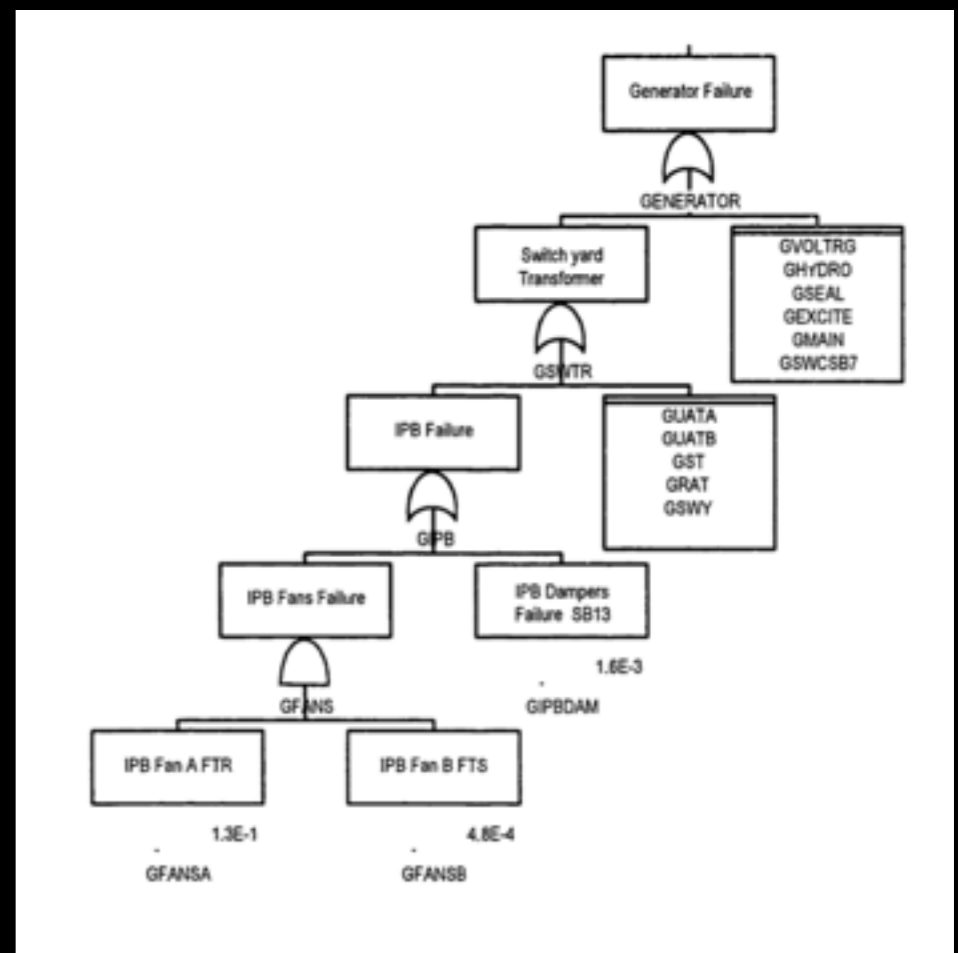 Generator Failure
GENERATOR
Switch yard
Transformer
GVOLTRG
GHYDRO
GSEAL
GEXCITE
GMAIN
GSWCSB7
GSWTR
IPB Failure
GUATA
GUATB
GST
GRAT
GSWY
GIPB
IPB Fans Failure
IPB Dampers
Failure SB13
1.6E-3
GFANS
GIPBDAM
IPB Fan A FTR
IPB Fan B FTS
1.3E-1
4.8E-4
GFANSA
GFANSB